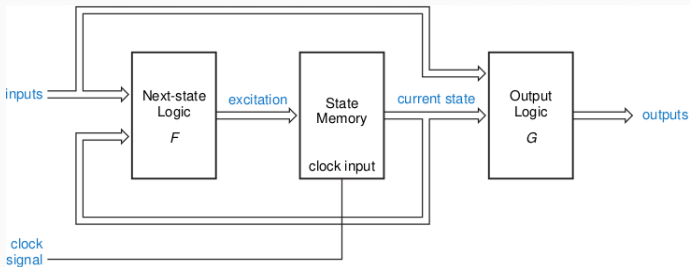 inputs
Next-state
Logic
F
excitation
State
Memory
clock input
current state
Output
Logic
G
outputs
clock
signal